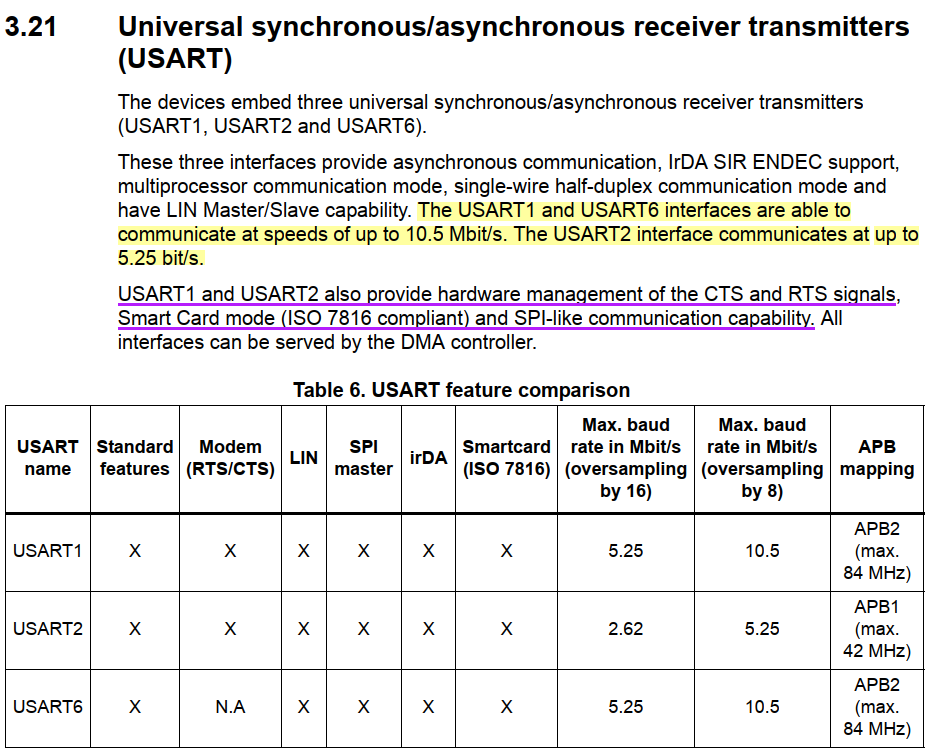 3.21 Universal synchronous/asynchronous receiver transmitters
(USART)
The devices embed three universal synchronous/asynchronous receiver transmitters
(USART1, USART2 and USART6).
These three interfaces provide asynchronous communication, IrDA SIR ENDEC support,
multiprocessor communication mode, single-wire half-duplex communication mode and
have LIN Master/Slave capability. The USART1 and USART6 interfaces are able to
communicate at speeds of up to 10.5 Mbit/s. The USART2 interface communicates at up to
5.25 bit/s.
USART1 and USART2 also provide hardware management of the CTS and RTS signals,
Smart Card mode (ISO 7816 compliant) and SPI-like communication capability. All
interfaces can be served by the DMA controller.
Table 6. USART feature comparison
USART name | Standard features | Modem (RTS/CTS) | LIN | SPI master | irDA | Smartcard (ISO 7816) | Max. baud rate in Mbit/s (oversampling by 16) | Max. baud rate in Mbit/s (oversampling by 8) | APB mapping
USART1 | X | X | X | X | X | X | 5.25 | 10.5 | APB2 (max. 84 MHz)
USART2 | X | X | X | X | X | X | 2.62 | 5.25 | APB1 (max. 42 MHz)
USART6 | X | N.A | X | X | X | X | 5.25 | 10.5 | APB2 (max. 84 MHz)